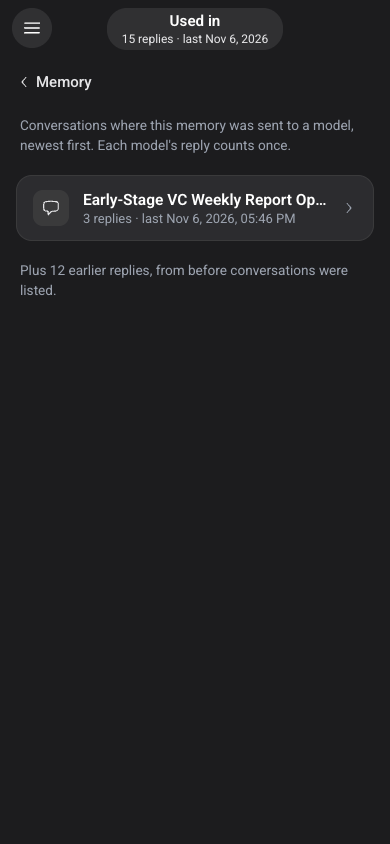 Used in
15 replies · last Nov 6, 2026
Memory
Conversations where this memory was sent to a model,
newest first. Each model's reply counts once.
Early-Stage VC Weekly Report Op...
3 replies · last Nov 6, 2026, 05:46 PM
Plus 12 earlier replies, from before conversations were
listed.